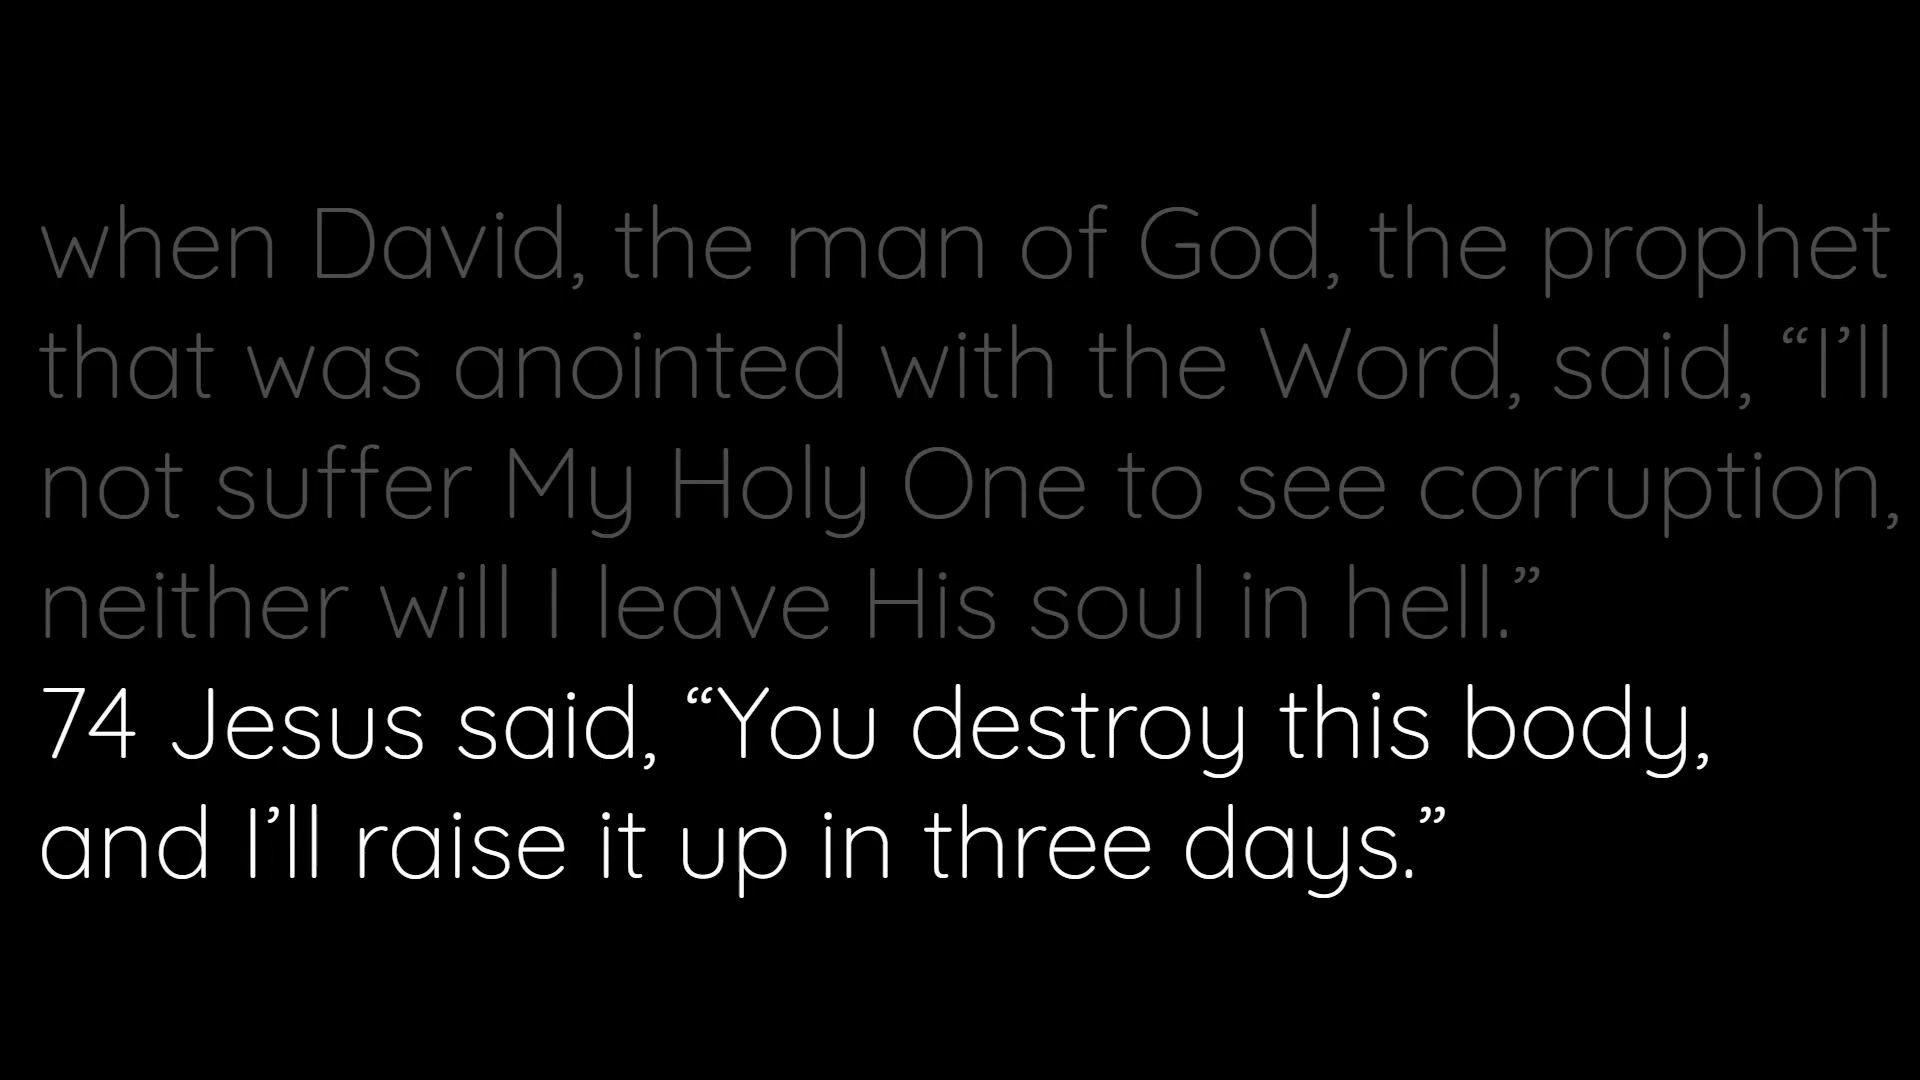 when David, the man of God, the prophet
that was anointed with the Word, said, “I’ll
not suffer My Holy One to see corruption,
neither will I leave His soul in hell.”
74 Jesus said, “You destroy this body,
and I’ll raise it up in three days.”